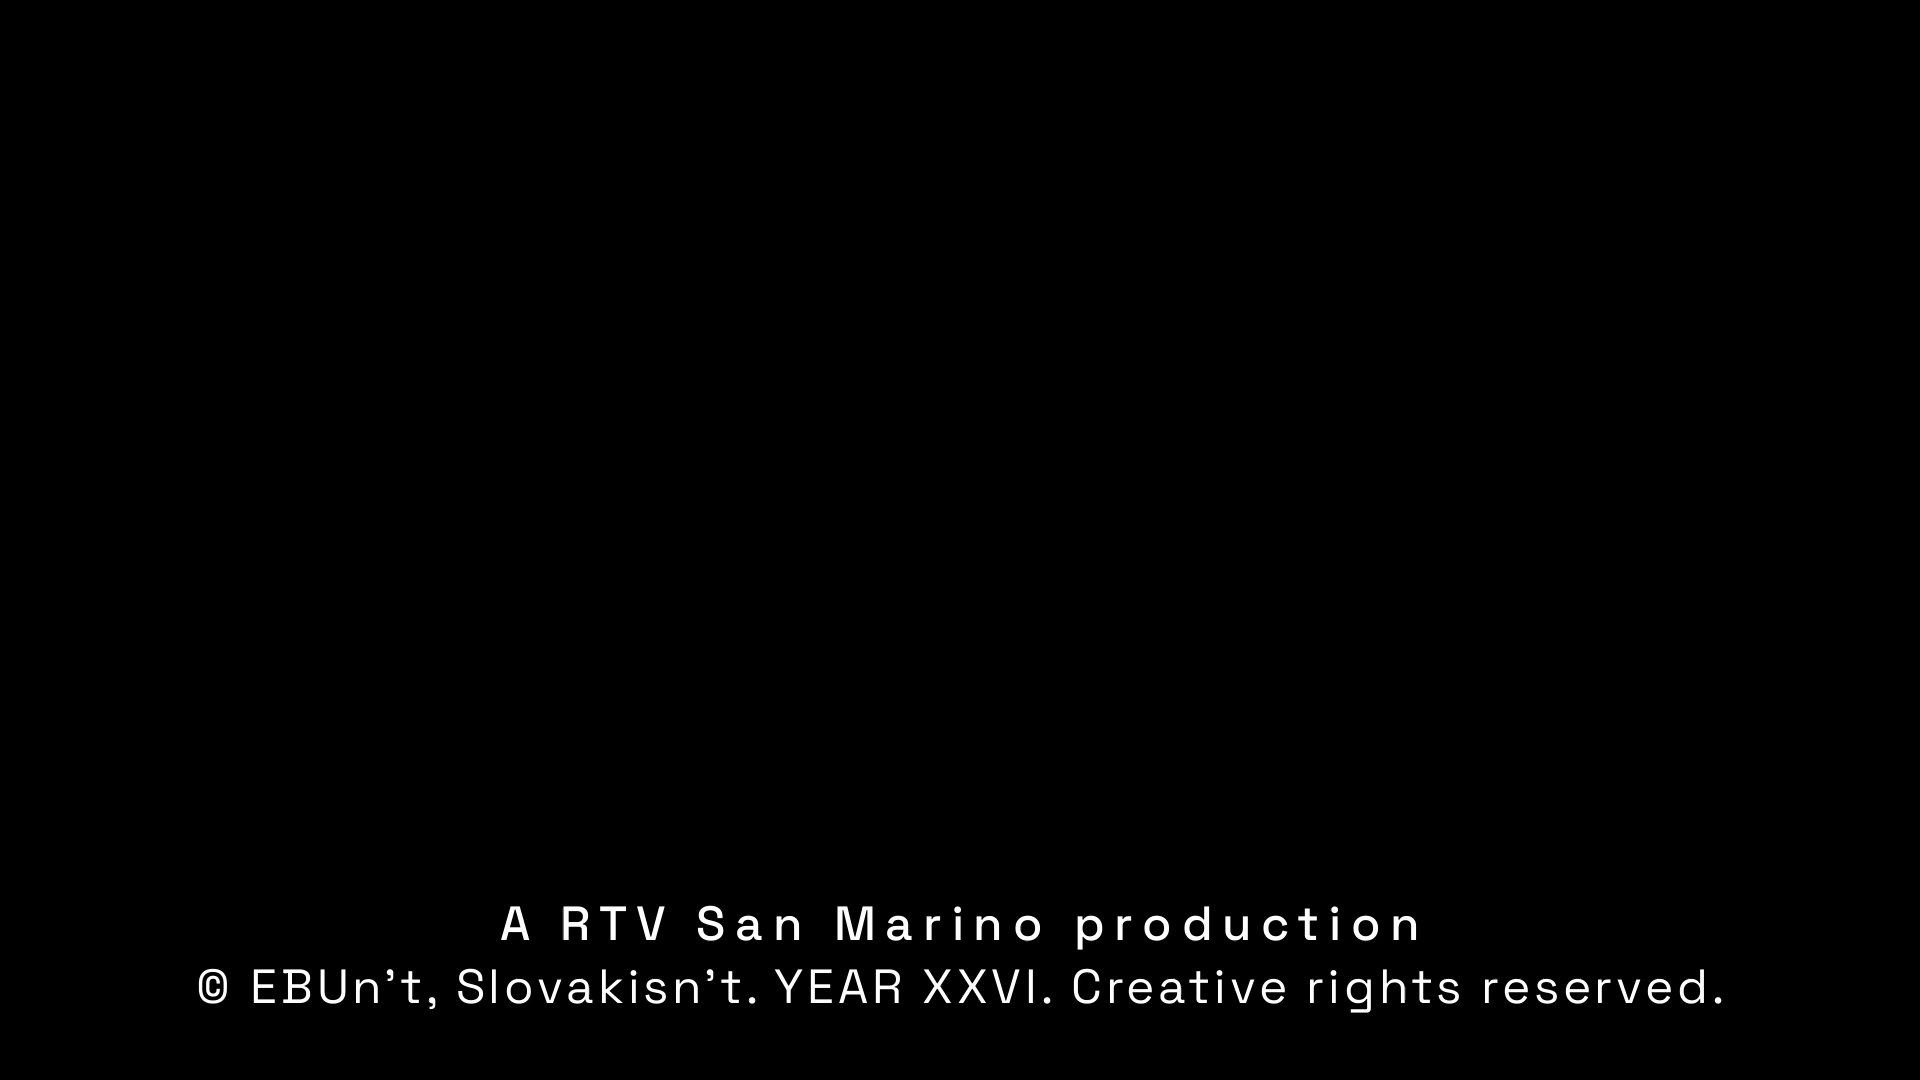 A RTV San Marino production
© EBUn’t, Slovakisn’t. YEAR XXVI. Creative rights reserved.